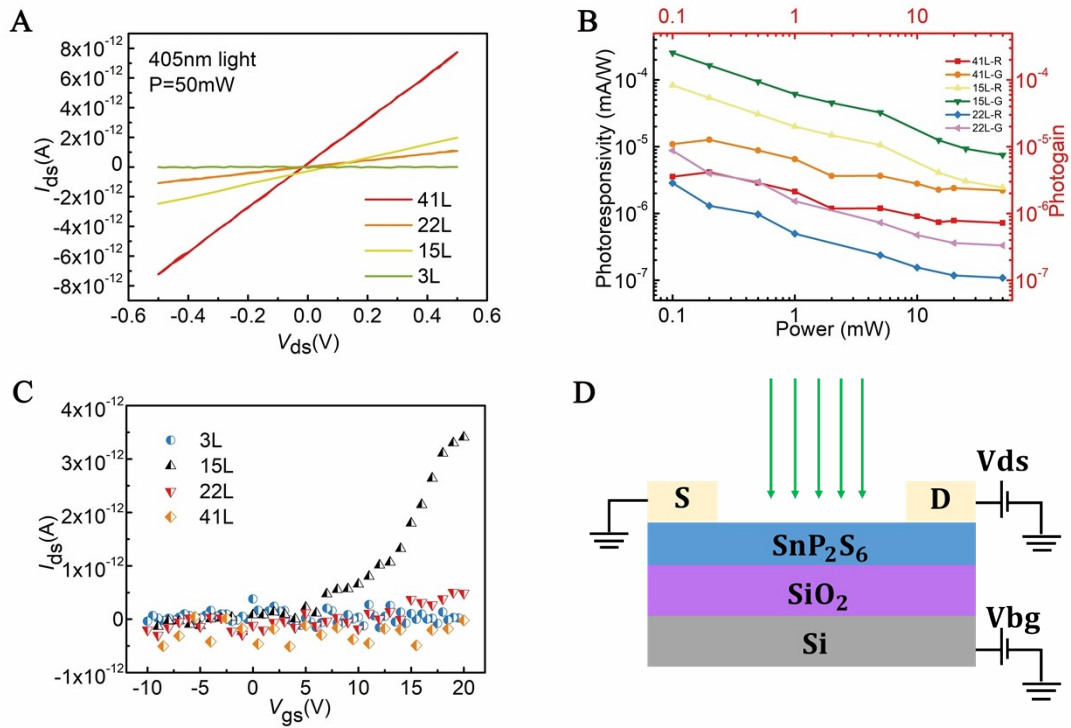 A
8x10-12
6x10-12
4x10-12
2x10-12
0
-2x10-12
-4x10-12
-6x10-12
-8x10-12
Ids(A)
405nm light
P=50mW
41L
22L
15L
3L
-0.6 -0.4 -0.2 0.0 0.2 0.4 0.6
Vds(V)
B
0.1 1 10
10-4
10-5
10-6
10-7
Photoresponsivity (mA/W)
41L-R
41L-G
15L-R
15L-G
22L-R
22L-G
10-4
10-5
10-6
10-7
Photogain
0.1 1 10
Power (mW)
C
4x10-12
3x10-12
2x10-12
1x10-12
0
-1x10-12
Ids(A)
3L
15L
22L
41L
-10 -5 0 5 10 15 20
Vgs(V)
D
Vds
S D
SnP2S6
SiO2
Vbg
Si